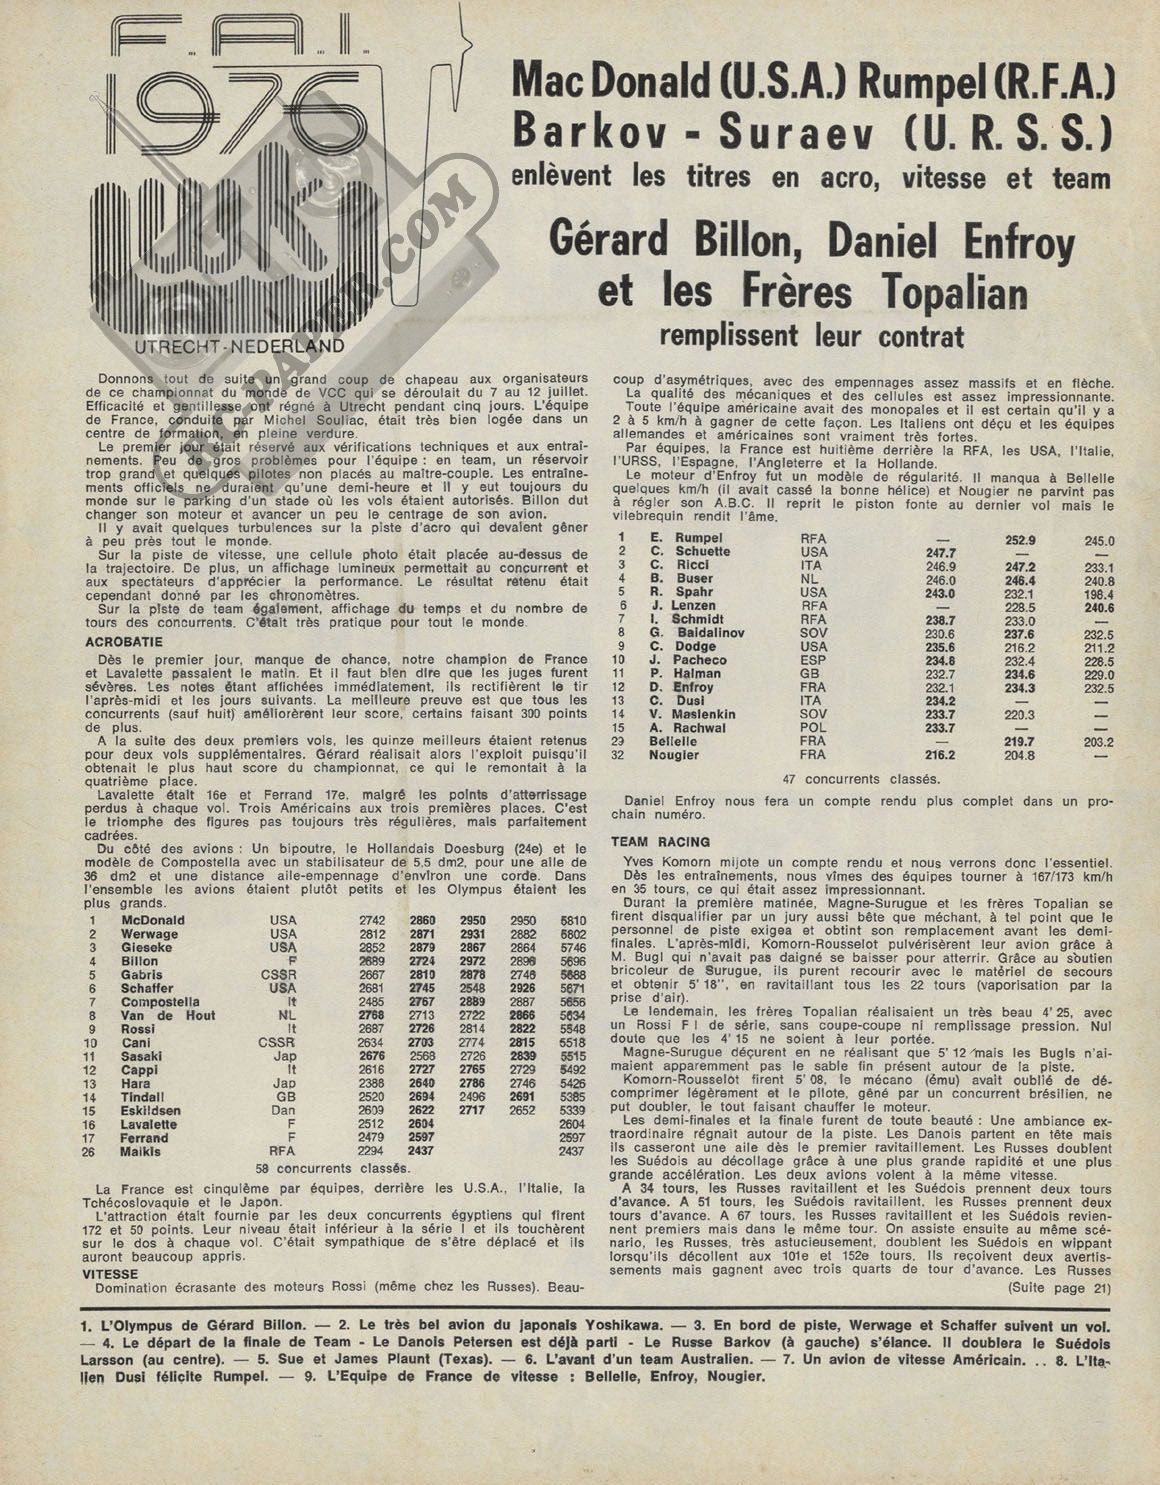 F.A.I.
1976
wk
UTRECHT-NEDERLAND
RC-PAPER.COM
Mac Donald (U.S.A.) Rumpel (R.F.A.)
Barkov - Suraev (U.R.S.S.)
enlèvent les titres en acro, vitesse et team
Gérard Billon, Daniel Enfroy
et les Frères Topalian
remplissent leur contrat
Donnons tout de suite un grand coup de chapeau aux organisateurs
de ce championnat du monde de VCC qui se déroulait du 7 au 12 juillet.
Efficacité et gentillesse ont régné à Utrecht pendant cinq jours. L'équipe
de France, conduite par Michel Souliac, était très bien logée dans un
centre de formation, en pleine verdure.
Le premier jour était réservé aux vérifications techniques et aux entraî-
nements. Peu de gros problèmes pour l'équipe : en team, un réservoir
trop grand et quelques pilotes non placés au maître-couple. Les entraîne-
ments officiels ne duraient qu'une demi-heure et il y eut toujours du
monde sur le parking d'un stade où les vols étaient autorisés. Billon dut
changer son moteur et avancer un peu le centrage de son avion.
Il y avait quelques turbulences sur la piste d'acro qui devaient gêner
à peu près tout le monde.
Sur la piste de vitesse, une cellule photo était placée au-dessus de
la trajectoire. De plus, un affichage lumineux permettait au concurrent et
aux spectateurs d'apprécier la performance. Le résultat retenu était
cependant donné par les chronomètres.
Sur la piste de team également, affichage du temps et du nombre de
tours des concurrents. C'était très pratique pour tout le monde.
ACROBATIE
Dès le premier jour, manque de chance, notre champion de France
et Lavalette passaient le matin. Et il faut bien dire que les juges furent
sévères. Les notes étant affichées immédiatement, ils rectifièrent le tir
l'après-midi et les jours suivants. La meilleure preuve est que tous les
concurrents (sauf huit) améliorèrent leur score, certains faisant 300 points
de plus.
A la suite des deux premiers vols, les quinze meilleurs étaient retenus
pour deux vols supplémentaires. Gérard réalisait alors l'exploit puisqu'il
obtenait le plus haut score du championnat, ce qui le remontait à la
quatrième place.
Lavalette était 16e et Ferrand 17e, malgré les points d'atterrissage
perdus à chaque vol. Trois Américains aux trois premières places. C'est
le triomphe des figures pas toujours très régulières, mais parfaitement
cadrées.
Du côté des avions : Un bipoutre, le Hollandais Doesburg (24e) et le
modèle de Compostella avec un stabilisateur de 5,5 dm2, pour une aile de
36 dm2 et une distance aile-empennage d'environ une corde. Dans
l'ensemble les avions étaient plutôt petits et les Olympus étaient les
plus grands.
1 McDonald USA 2742 2860 2950 2950 5810
2 Werwage USA 2812 2871 2931 2882 5802
3 Gieseke USA 2852 2879 2867 2864 5746
4 Billon F 2689 2724 2972 2896 5696
5 Gabris CSSR 2667 2810 2878 2746 5688
6 Schaffer USA 2681 2745 2548 2926 5671
7 Compostella It 2485 2767 2889 2887 5656
8 Van de Hout NL 2768 2713 2722 2866 5634
9 Rossi It 2687 2726 2814 2822 5548
10 Cani CSSR 2634 2703 2774 2815 5518
11 Sasaki Jap 2676 2568 2726 2839 5515
12 Cappi It 2616 2727 2765 2729 5492
13 Hara Jap 2388 2640 2786 2746 5426
14 Tindall GB 2520 2694 2496 2691 5385
15 Eskildsen Dan 2609 2622 2717 2652 5339
16 Lavalette F 2512 2604 2604
17 Ferrand F 2479 2597 2597
26 Maikis RFA 2294 2437 2437
58 concurrents classés.
La France est cinquième par équipes, derrière les U.S.A., l'Italie, la
Tchécoslovaquie et le Japon.
L'attraction était fournie par les deux concurrents égyptiens qui firent
172 et 50 points. Leur niveau était inférieur à la série I et ils touchèrent
sur le dos à chaque vol. C'était sympathique de s'être déplacé et ils
auront beaucoup appris.
VITESSE
Domination écrasante des moteurs Rossi (même chez les Russes). Beau-
coup d'asymétriques, avec des empennages assez massifs et en flèche.
La qualité des mécaniques et des cellules est assez impressionnante.
Toute l'équipe américaine avait des monopales et il est certain qu'il y a
2 à 5 km/h à gagner de cette façon. Les Italiens ont déçu et les équipes
allemandes et américaines sont vraiment très fortes.
Par équipes, la France est huitième derrière la RFA, les USA, l'Italie,
l'URSS, l'Espagne, l'Angleterre et la Hollande.
Le moteur d'Enfroy fut un modèle de régularité. Il manqua à Bellelle
quelques km/h (il avait cassé la bonne hélice) et Nougier ne parvint pas
à régler son A.B.C. Il reprit le piston fonte au dernier vol mais le
vilebrequin rendit l'âme.
1 E. Rumpel RFA — 252.9 245.0
2 C. Schuette USA 247.7 — —
3 C. Ricci ITA 246.9 247.2 233.1
4 B. Buser NL 246.0 246.4 240.8
5 R. Spahr USA 243.0 232.1 198.4
6 J. Lenzen RFA — 228.5 240.6
7 I. Schmidt RFA 238.7 233.0 —
8 G. Baidalinov SOV 230.6 237.6 232.5
9 C. Dodge USA 235.6 216.2 211.2
10 J. Pacheco ESP 234.8 232.4 228.5
11 P. Halman GB 232.7 234.6 229.0
12 D. Enfroy FRA 232.1 234.3 232.5
13 C. Dusi ITA 234.2 — —
14 V. Maslenkin SOV 233.7 220.3 —
15 A. Rachwal POL 233.7 — —
29 Bellelle FRA — 219.7 203.2
32 Nougier FRA 216.2 204.8 —
47 concurrents classés.
Daniel Enfroy nous fera un compte rendu plus complet dans un pro-
chain numéro.
TEAM RACING
Yves Komorn mijote un compte rendu et nous verrons donc l'essentiel.
Dès les entraînements, nous vîmes des équipes tourner à 167/173 km/h
en 35 tours, ce qui était assez impressionnant.
Durant la première matinée, Magne-Surugue et les frères Topalian se
firent disqualifier par un jury aussi bête que méchant, à tel point que le
personnel de piste exigea et obtint son remplacement avant les demi-
finales. L'après-midi, Komorn-Rousselot pulvérisèrent leur avion grâce à
M. Bugl qui n'avait pas daigné se baisser pour atterrir. Grâce au soutien
bricoleur de Surugue, ils purent recourir avec le matériel de secours
et obtenir 5' 18'', en ravitaillant tous les 22 tours (vaporisation par la
prise d'air).
Le lendemain, les frères Topalian réalisaient un très beau 4' 25, avec
un Rossi F I de série, sans coupe-coupe ni remplissage pression. Nul
doute que les 4' 15 ne soient à leur portée.
Magne-Surugue déçurent en ne réalisant que 5' 12 mais les Bugls n'ai-
maient apparemment pas le sable fin présent autour de la piste.
Komorn-Rousselot firent 5' 08, le mécano (ému) avait oublié de dé-
comprimer légèrement et le pilote, gêné par un concurrent brésilien, ne
put doubler, le tout faisant chauffer le moteur.
Les demi-finales et la finale furent de toute beauté : Une ambiance ex-
traordinaire régnait autour de la piste. Les Danois partent en tête mais
ils casseront une aile dès le premier ravitaillement. Les Russes doublent
les Suédois au décollage grâce à une plus grande rapidité et une plus
grande accélération. Les deux avions volent à la même vitesse.
A 34 tours, les Russes ravitaillent et les Suédois prennent deux tours
d'avance. A 51 tours, les Suédois ravitaillent, les Russes prennent deux
tours d'avance. A 67 tours, les Russes ravitaillent et les Suédois revien-
nent premiers mais dans le même tour. On assiste ensuite au même scé-
nario, les Russes, très astucieusement, doublent les Suédois en wippant
lorsqu'ils décollent aux 101e et 152e tours. Ils reçoivent deux avertis-
sements mais gagnent avec trois quarts de tour d'avance. Les Russes
(Suite page 21)
1. L'Olympus de Gérard Billon. — 2. Le très bel avion du japonais Yoshikawa. — 3. En bord de piste, Werwage et Schaffer suivent un vol.
— 4. Le départ de la finale de Team - Le Danois Petersen est déjà parti - Le Russe Barkov (à gauche) s'élance. Il doublera le Suédois
Larsson (au centre). — 5. Sue et James Plaunt (Texas). — 6. L'avant d'un team Australien. — 7. Un avion de vitesse Américain. .. 8. L'Ita-
lien Dusi félicite Rumpel. — 9. L'Equipe de France de vitesse : Bellelle, Enfroy, Nougier.